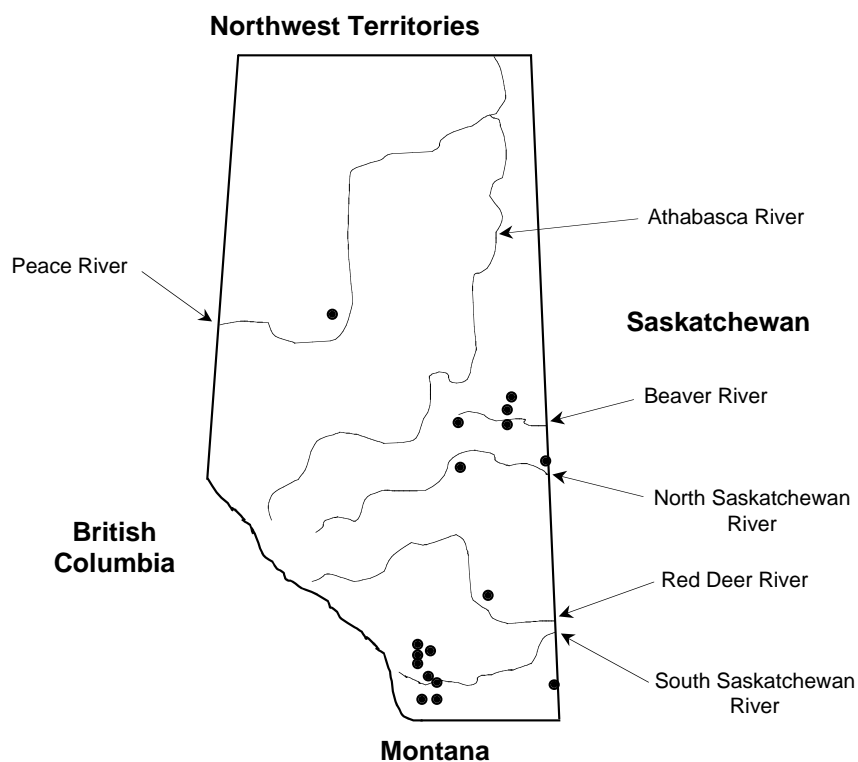 Northwest Territories
Athabasca River
Peace River
Saskatchewan
Beaver River
North Saskatchewan
River
British
Columbia
Red Deer River
South Saskatchewan
River
Montana